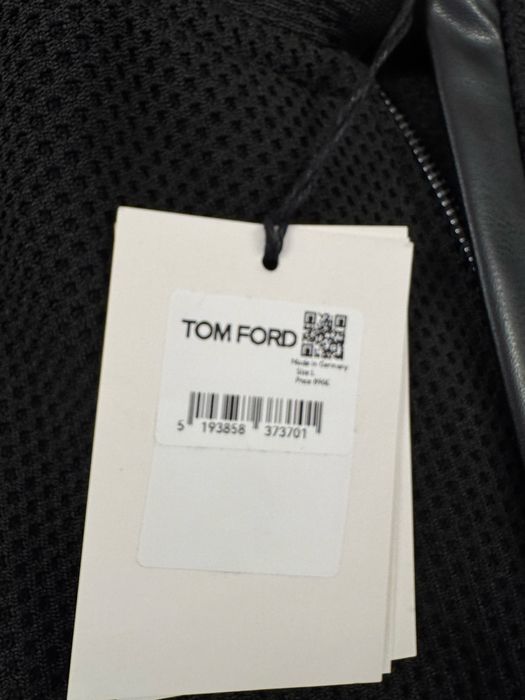 TOM FORD
Made in Germany
Size L
Price 990€
5 193858 373701